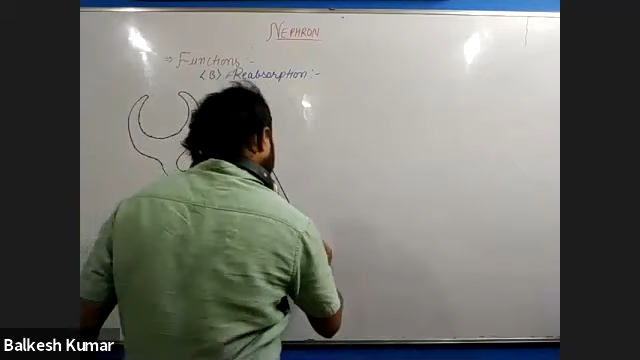 NEPHRON
⇒ Functions -
(B) Reabsorption :-
Balkesh Kumar